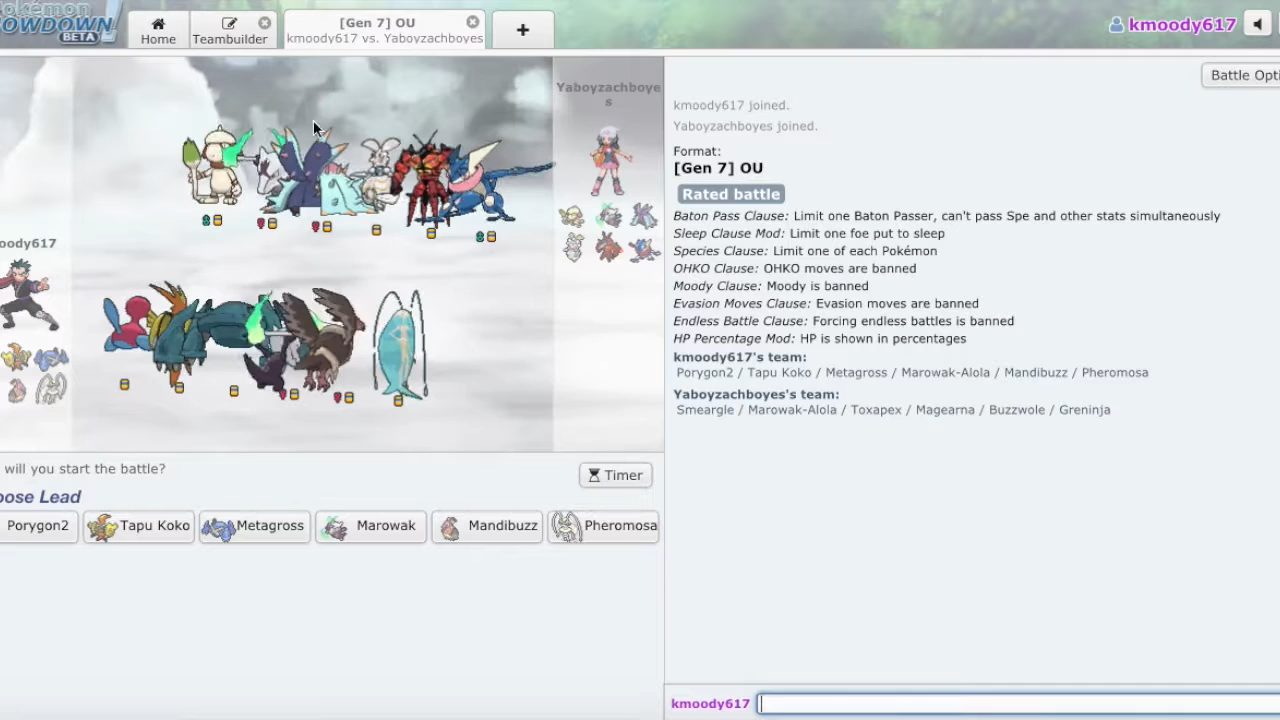 okémon
OWDOWN
BETA
Home
Teambuilder
[Gen 7] OU
kmoody617 vs. Yaboyzachboyes
+
kmoody617
Yaboyzachboye
s
oody617
will you start the battle?
Timer
oose Lead
Porygon2
Tapu Koko
Metagross
Marowak
Mandibuzz
Pheromosa
Battle Opti
kmoody617 joined.
Yaboyzachboyes joined.
Format:
[Gen 7] OU
Rated battle
Baton Pass Clause: Limit one Baton Passer, can't pass Spe and other stats simultaneously
Sleep Clause Mod: Limit one foe put to sleep
Species Clause: Limit one of each Pokémon
OHKO Clause: OHKO moves are banned
Moody Clause: Moody is banned
Evasion Moves Clause: Evasion moves are banned
Endless Battle Clause: Forcing endless battles is banned
HP Percentage Mod: HP is shown in percentages
kmoody617's team:
Porygon2 / Tapu Koko / Metagross / Marowak-Alola / Mandibuzz / Pheromosa
Yaboyzachboyes's team:
Smeargle / Marowak-Alola / Toxapex / Magearna / Buzzwole / Greninja
kmoody617